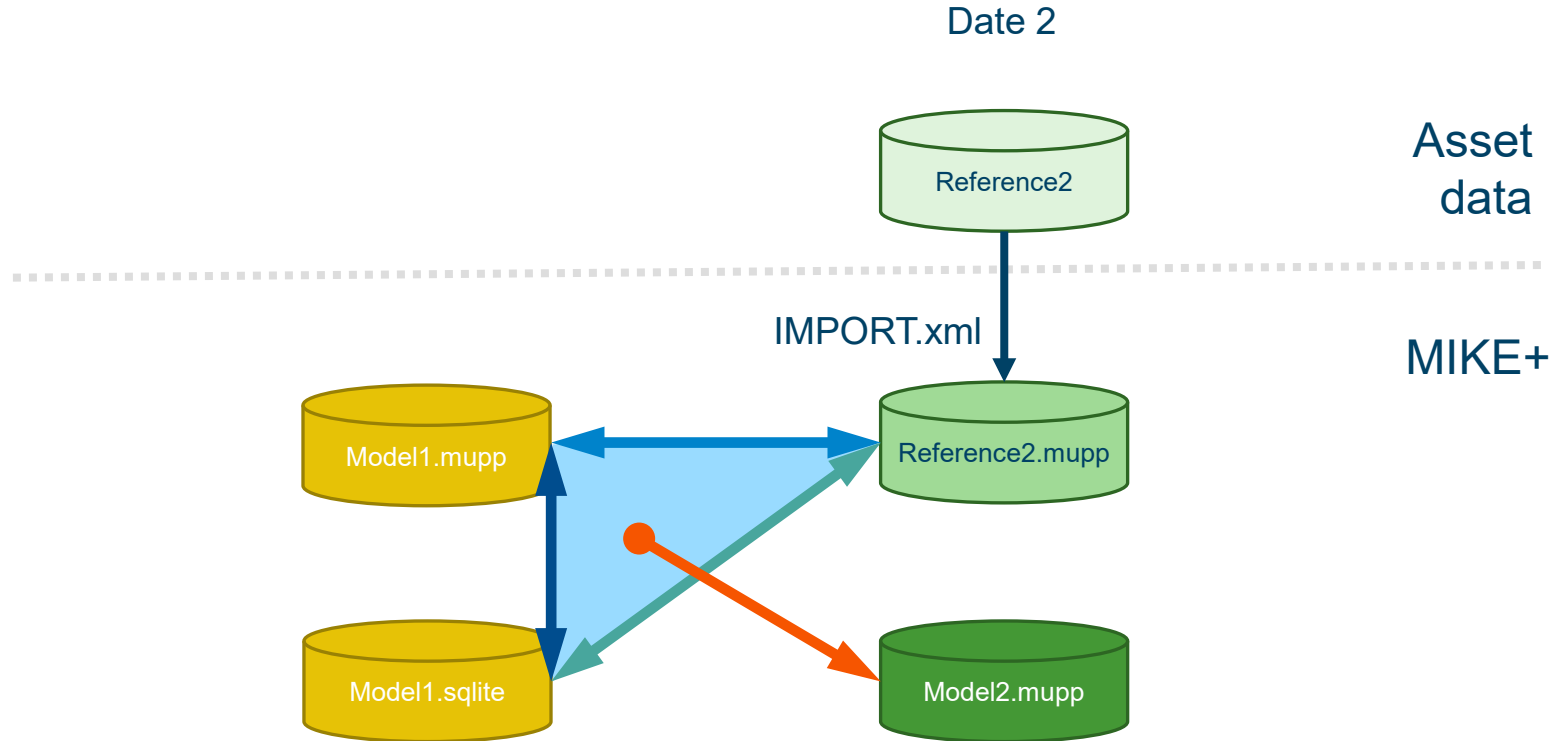 Date 2
Asset
data
Reference2
IMPORT.xml
MIKE+
Model1.mupp
Reference2.mupp
Model1.sqlite
Model2.mupp